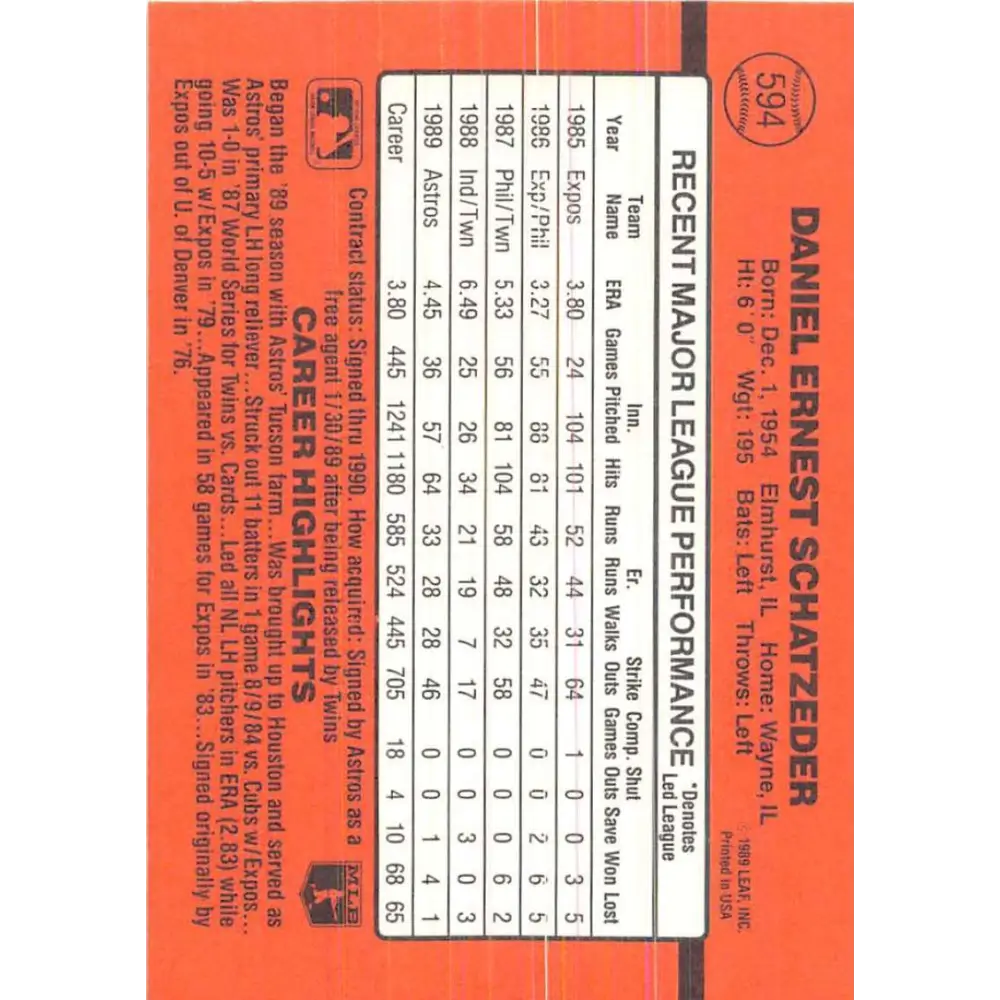 594
DANIEL ERNEST SCHATZEDER
Born: Dec. 1, 1954 Elmhurst, IL Home: Wayne, IL
Ht: 6' 0" Wgt: 195 Bats: Left Throws: Left
© 1989 LEAF, INC.
Printed in USA
RECENT MAJOR LEAGUE PERFORMANCE *Denotes Led League
Team Inn. Er. Strike Comp. Shut
Year Name ERA Games Pitched Hits Runs Runs Walks Outs Games Outs Save Won Lost
1985 Expos 3.80 24 104 101 52 44 31 64 1 0 0 3 5
1986 Exp/Phil 3.27 55 88 81 43 32 35 47 0 0 2 6 5
1987 Phil/Twn 5.33 56 81 104 58 48 32 58 0 0 0 6 2
1988 Ind/Twn 6.49 25 26 34 21 19 7 17 0 0 3 0 3
1989 Astros 4.45 36 57 64 33 28 28 46 0 0 1 4 1
Career 3.80 445 1241 1180 585 524 445 705 18 4 10 68 65
Contract status: Signed thru 1990. How acquired: Signed by Astros as a
free agent 1/30/89 after being released by Twins
MLB
CAREER HIGHLIGHTS
Began the '89 season with Astros' Tucson farm...Was brought up to Houston and served as
Astros' primary LH long reliever...Struck out 11 batters in 1 game 8/9/84 vs. Cubs w/Expos...
Was 1-0 in '87 World Series for Twins vs. Cards...Led all NL LH pitchers in ERA (2.83) while
going 10-5 w/Expos in '79...Appeared in 58 games for Expos in '83...Signed originally by
Expos out of U. of Denver in '76.